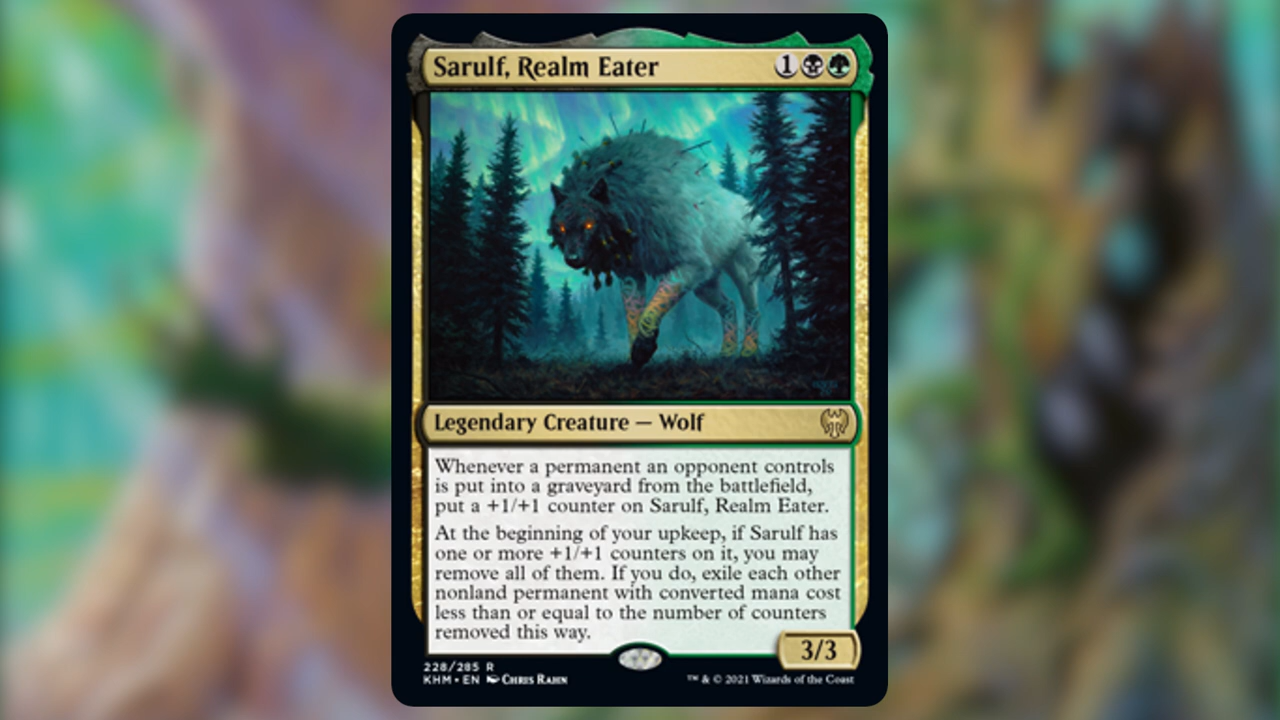 Sarulf, Realm Eater 1
Legendary Creature — Wolf
Whenever a permanent an opponent controls
is put into a graveyard from the battlefield,
put a +1/+1 counter on Sarulf, Realm Eater.
At the beginning of your upkeep, if Sarulf has
one or more +1/+1 counters on it, you may
remove all of them. If you do, exile each other
nonland permanent with converted mana cost
less than or equal to the number of counters
removed this way.
3/3
228/285 R
KHM • EN Chris Rahn ™ & © 2021 Wizards of the Coast